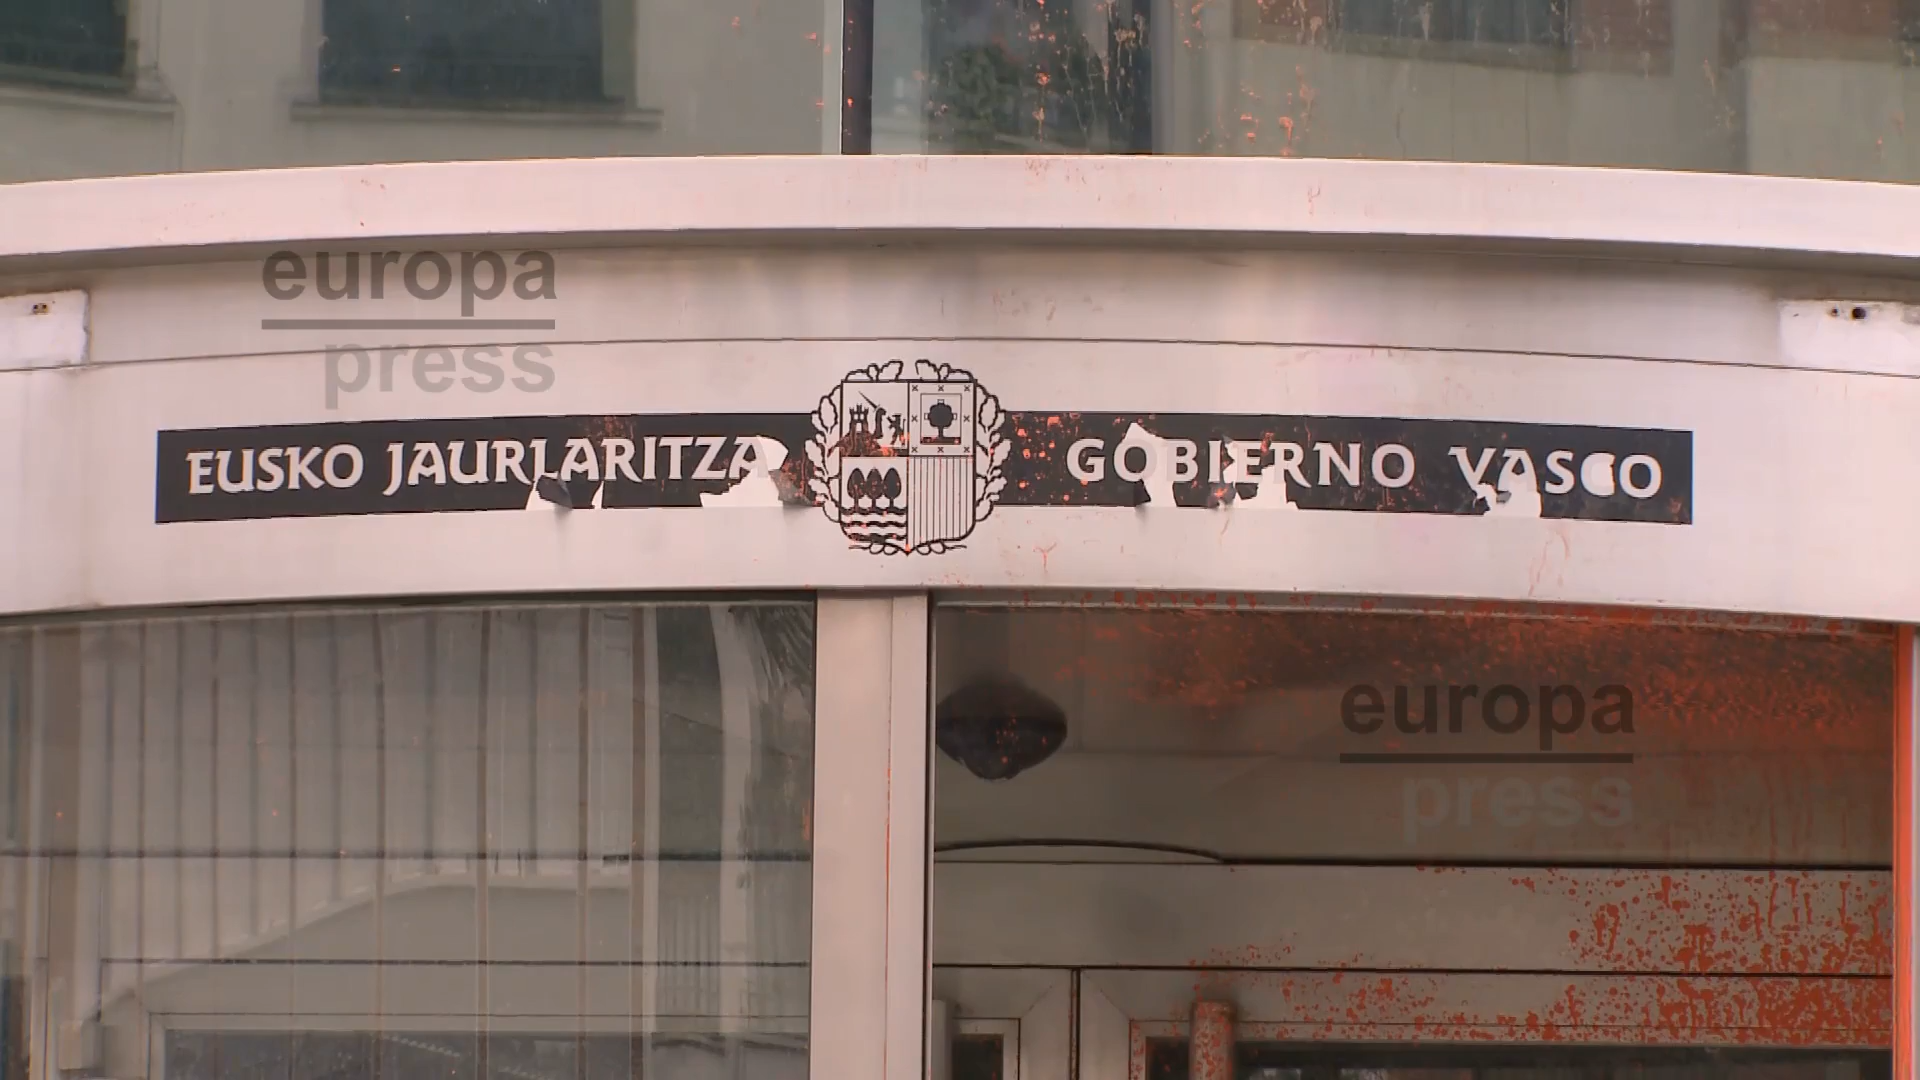 europa
press
EUSKO JAURLARITZA GOBIERNO VASCO
europa
press